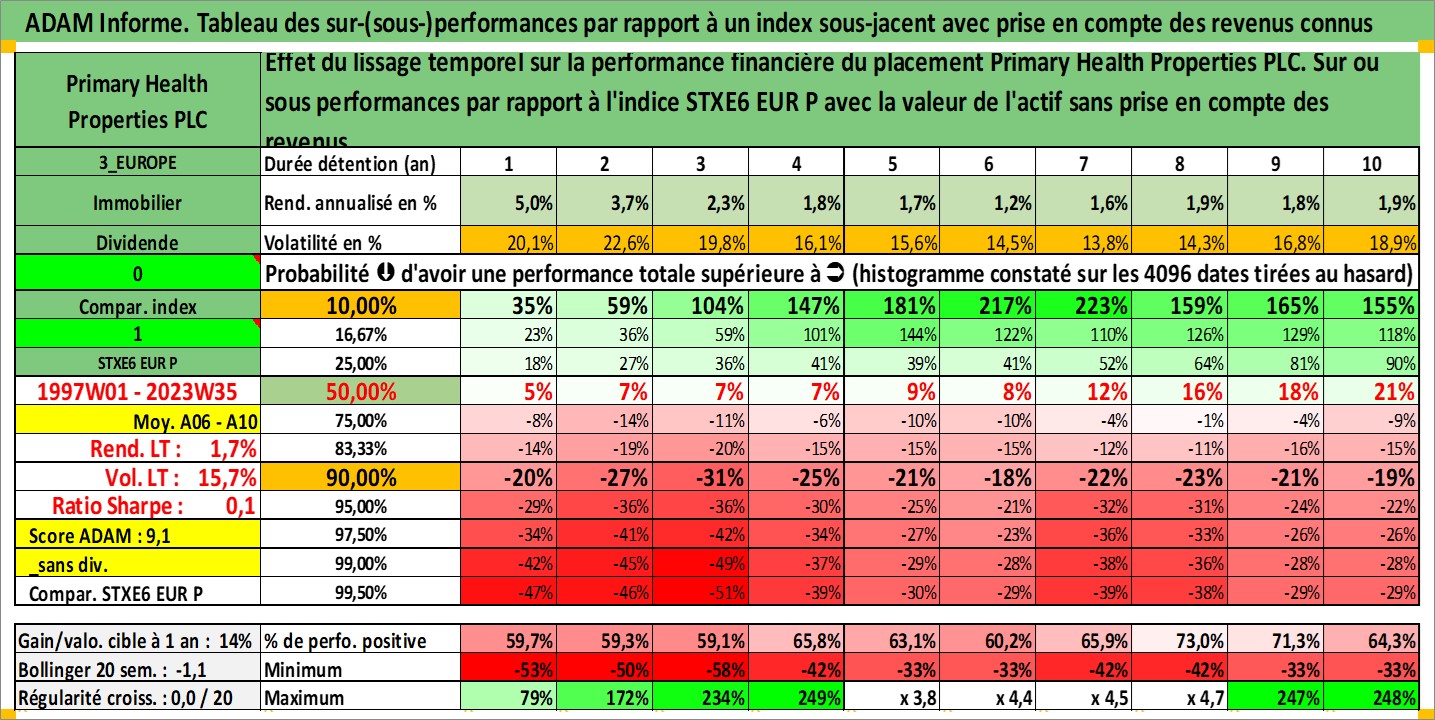 ADAM Informe. Tableau des sur-(sous-)performances par rapport à un index sous-jacent avec prise en compte des revenus connus
Primary Health Properties PLC
Effet du lissage temporel sur la performance financière du placement Primary Health Properties PLC. Sur ou
sous performances par rapport à l'indice STXE6 EUR P avec la valeur de l'actif sans prise en compte des
revenus
3_EUROPE Durée détention (an) 1 2 3 4 5 6 7 8 9 10
Immobilier Rend. annualisé en % 5,0% 3,7% 2,3% 1,8% 1,7% 1,2% 1,6% 1,9% 1,8% 1,9%
Dividende Volatilité en % 20,1% 22,6% 19,8% 16,1% 15,6% 14,5% 13,8% 14,3% 16,8% 18,9%
0 Probabilité d'avoir une performance totale supérieure à (histogramme constaté sur les 4096 dates tirées au hasard)
Compar. index 10,00% 35% 59% 104% 147% 181% 217% 223% 159% 165% 155%
1 16,67% 23% 36% 59% 101% 144% 122% 110% 126% 129% 118%
STXE6 EUR P 25,00% 18% 27% 36% 41% 39% 41% 52% 64% 81% 90%
1997W01 - 2023W35 50,00% 5% 7% 7% 7% 9% 8% 12% 16% 18% 21%
Moy. A06 - A10 75,00% -8% -14% -11% -6% -10% -10% -4% -1% -4% -9%
Rend. LT : 1,7% 83,33% -14% -19% -20% -15% -15% -15% -12% -11% -16% -15%
Vol. LT : 15,7% 90,00% -20% -27% -31% -25% -21% -18% -22% -23% -21% -19%
Ratio Sharpe : 0,1 95,00% -29% -36% -36% -30% -25% -21% -32% -31% -24% -22%
Score ADAM : 9,1 97,50% -34% -41% -42% -34% -27% -23% -36% -33% -26% -26%
_sans div. 99,00% -42% -45% -49% -37% -29% -28% -38% -36% -28% -28%
Compar. STXE6 EUR P 99,50% -47% -46% -51% -39% -30% -29% -39% -38% -29% -29%
Gain/valo. cible à 1 an : 14% % de perfo. positive 59,7% 59,3% 59,1% 65,8% 63,1% 60,2% 65,9% 73,0% 71,3% 64,3%
Bollinger 20 sem. : -1,1 Minimum -53% -50% -58% -42% -33% -33% -42% -42% -33% -33%
Régularité croiss. : 0,0 / 20 Maximum 79% 172% 234% 249% x 3,8 x 4,4 x 4,5 x 4,7 247% 248%